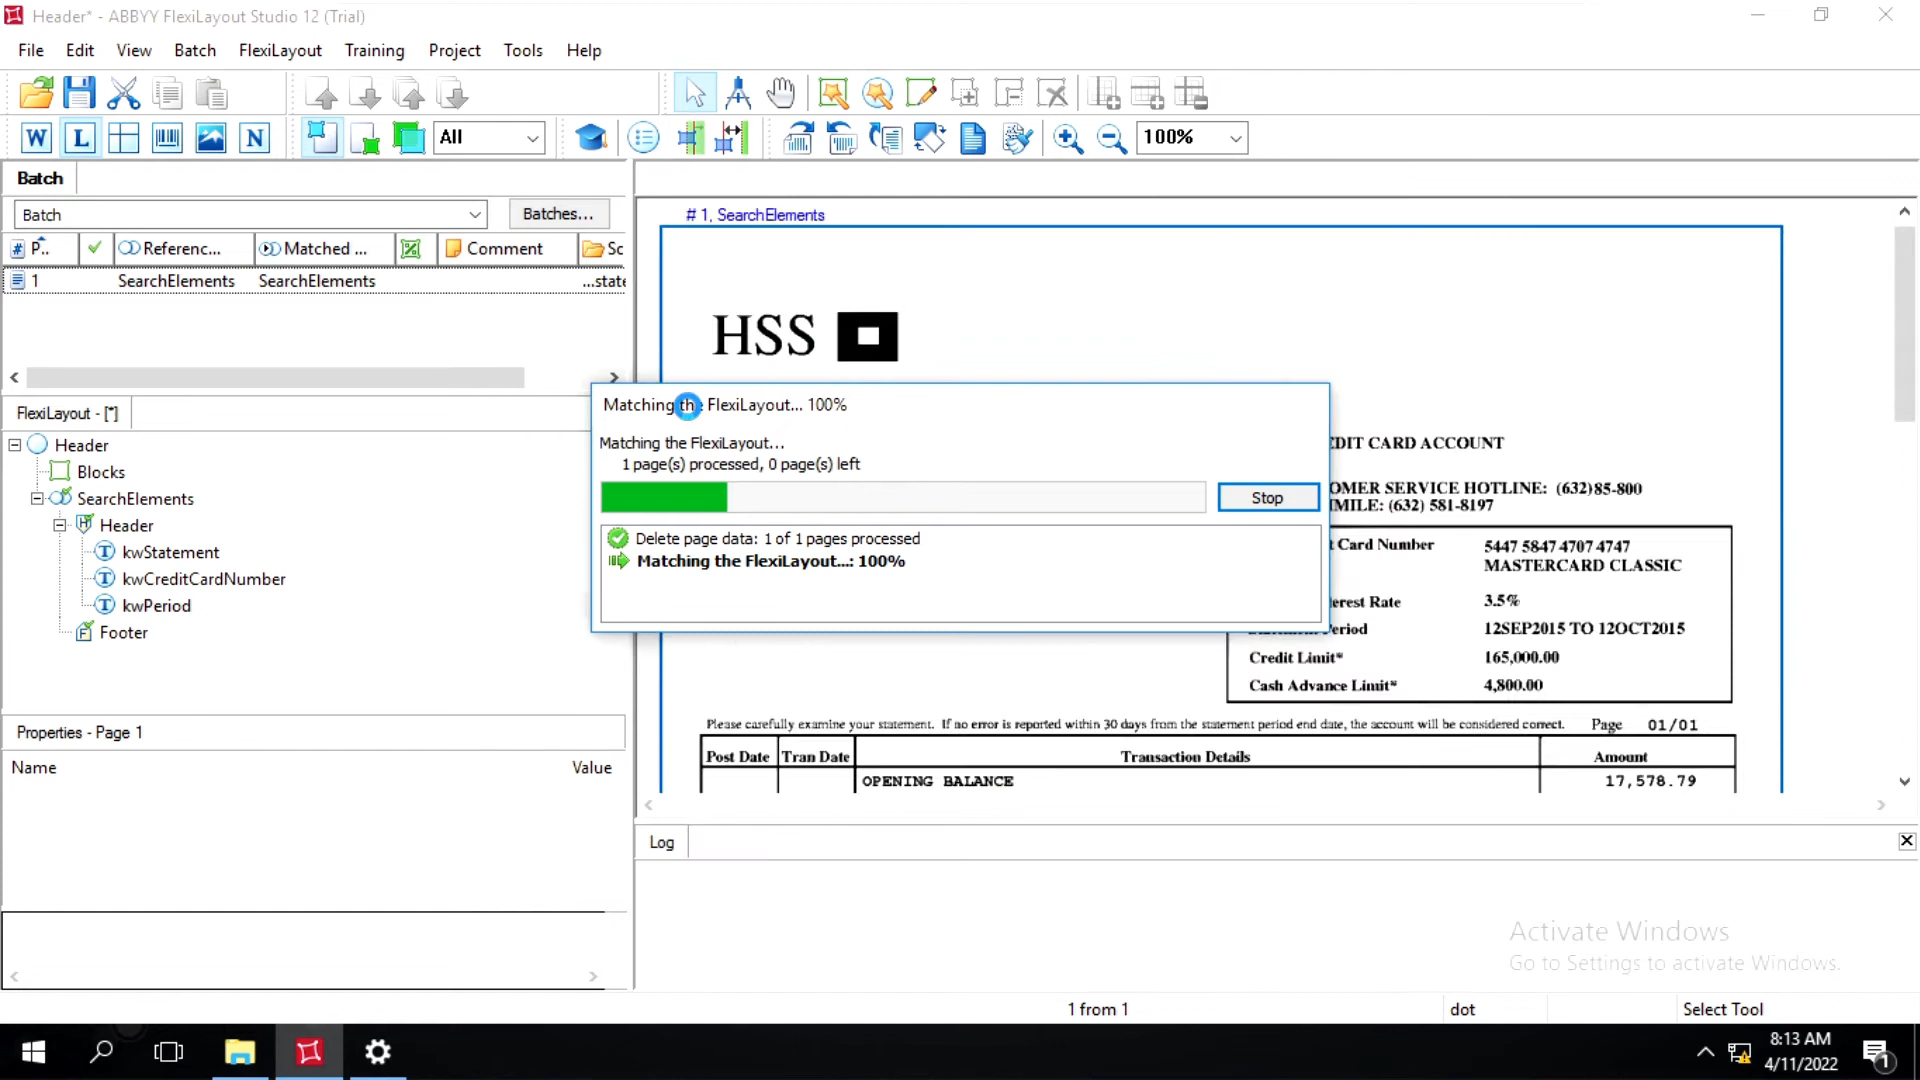 Header* - ABBYY FlexiLayout Studio 12 (Trial)
File Edit View Batch FlexiLayout Training Project Tools Help
W L N All 100%
Batch
Batch Batches...
# P.. Referenc... Matched ... Comment Sc
1 SearchElements SearchElements ...state
FlexiLayout - [*]
Header
Blocks
SearchElements
Header
kwStatement
kwCreditCardNumber
kwPeriod
Footer
Properties - Page 1
Name Value
# 1, SearchElements
HSS
Matching the FlexiLayout... 100%
Matching the FlexiLayout...
1 page(s) processed, 0 page(s) left
Stop
Delete page data: 1 of 1 pages processed
Matching the FlexiLayout...: 100%
EDIT CARD ACCOUNT
OMER SERVICE HOTLINE: (632)85-800
IMILE: (632) 581-8197
t Card Number 5447 5847 4707 4747
MASTERCARD CLASSIC
erest Rate 3.5%
Period 12SEP2015 TO 12OCT2015
Credit Limit* 165,000.00
Cash Advance Limit* 4,800.00
Please carefully examine your statement. If no error is reported within 30 days from the statement period end date, the account will be considered correct. Page 01/01
Post Date Tran Date Transaction Details Amount
OPENING BALANCE 17,578.79
Log
Activate Windows
Go to Settings to activate Windows.
1 from 1 dot Select Tool
8:13 AM
4/11/2022
1